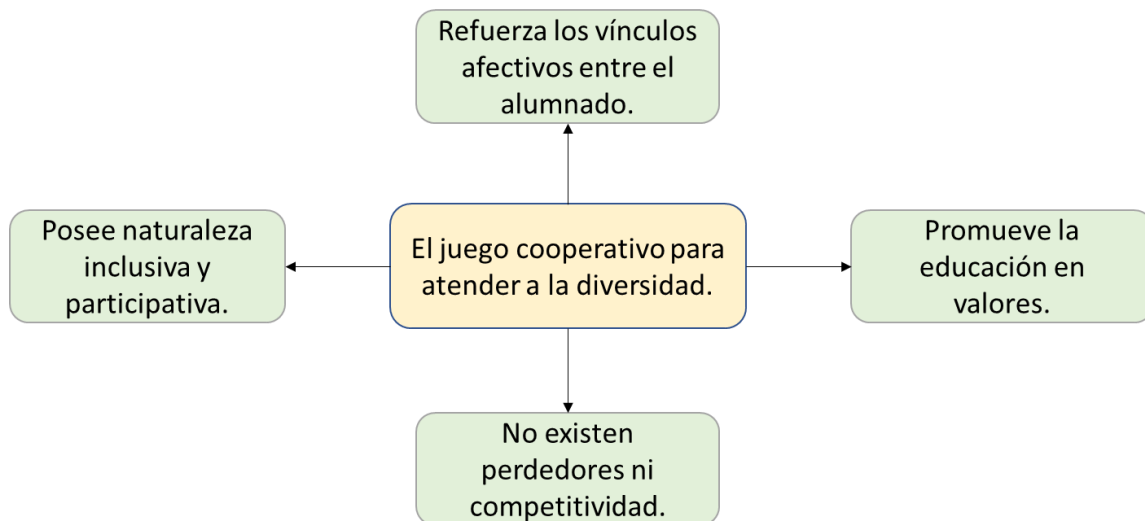 Refuerza los vínculos
afectivos entre el
alumnado.
Posee naturaleza
inclusiva y
participativa.
El juego cooperativo para
atender a la diversidad.
Promueve la
educación en
valores.
No existen
perdedores ni
competitividad.